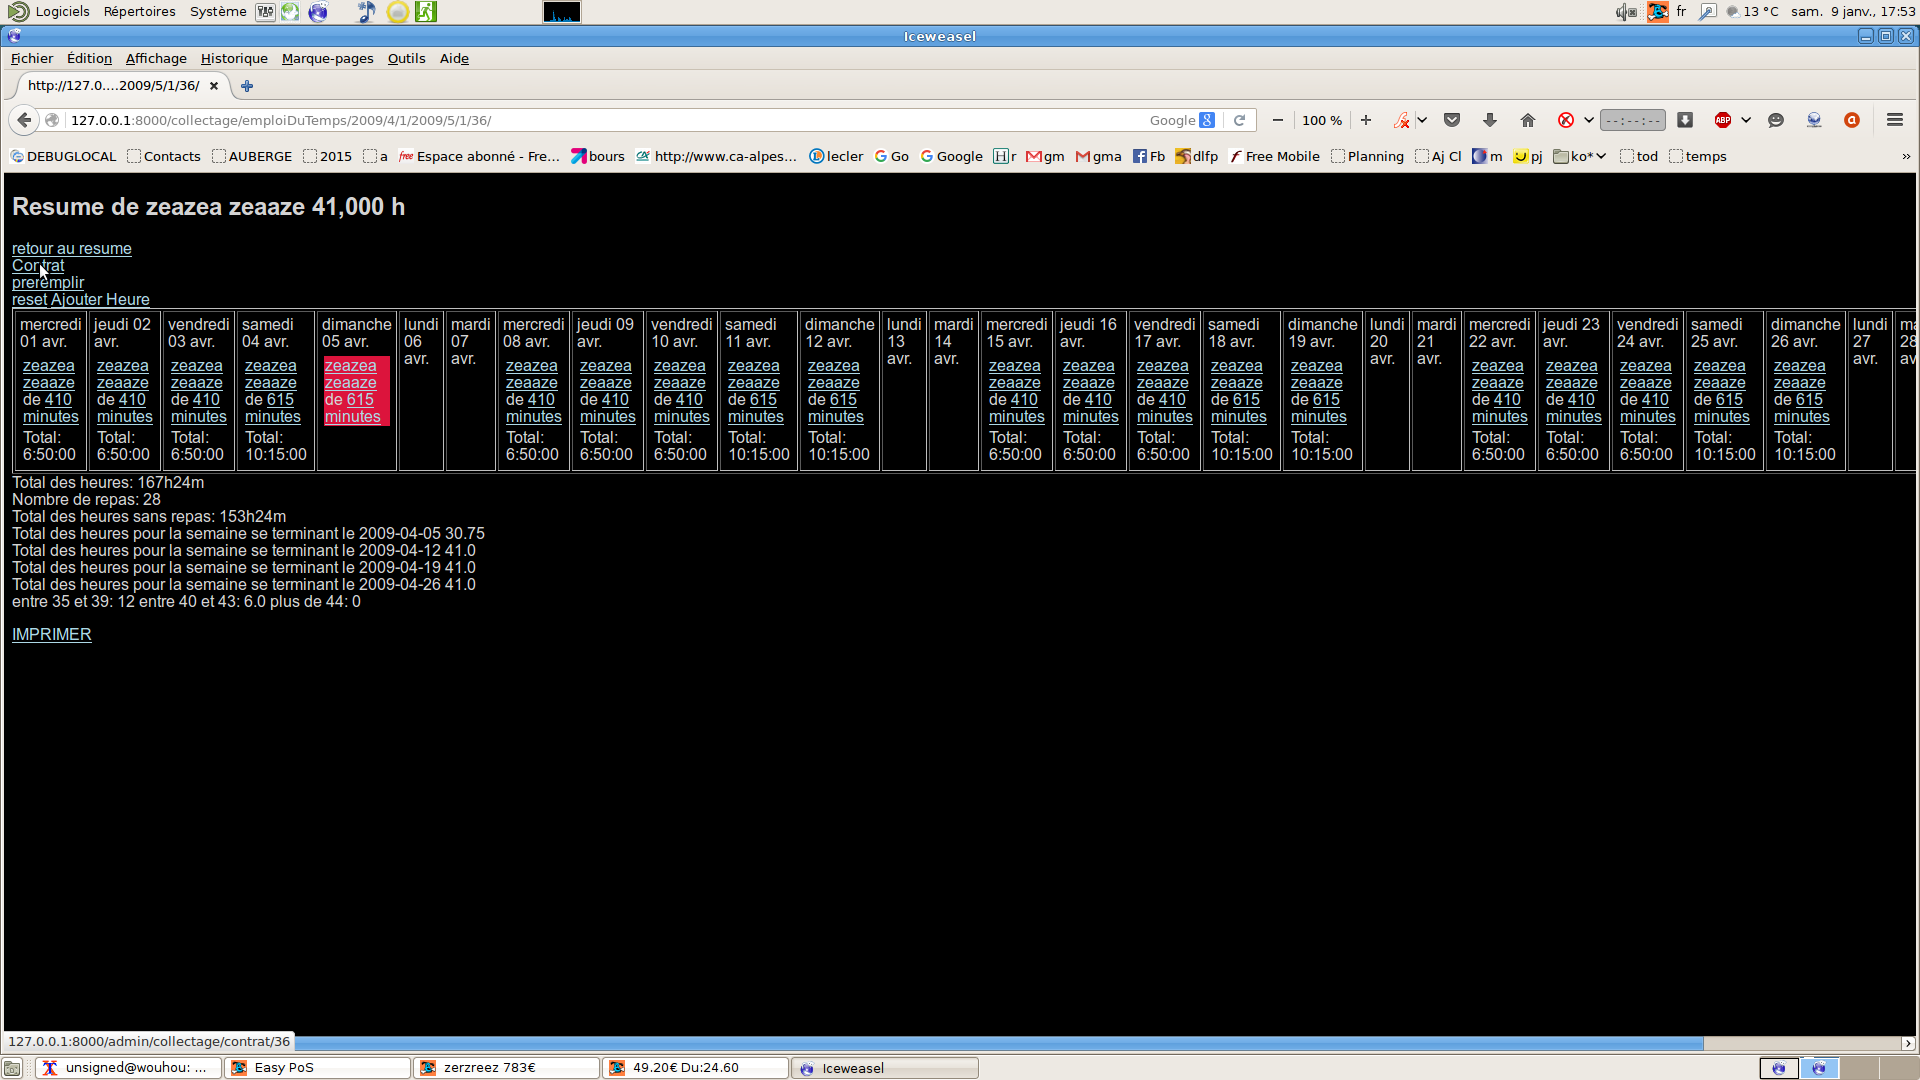 Logiciels Répertoires Système fr 13 °C sam. 9 janv., 17:53
Iceweasel
Fichier Édition Affichage Historique Marque-pages Outils Aide
http://127.0....2009/5/1/36/
127.0.0.1:8000/collectage/emploiDuTemps/2009/4/1/2009/5/1/36/ Google 100 % --:--:-- ABP
DEBUGLOCAL Contacts AUBERGE 2015 a free Espace abonné - Fre... bours http://www.ca-alpes... lecler Go Google r gm gma Fb dlfp Free Mobile Planning Aj Cl m pj ko* tod temps »
Resume de zeazea zeaaze 41,000 h
retour au resume
Contrat
preremplir
reset Ajouter Heure
mercredi jeudi 02 vendredi samedi dimanche lundi mardi mercredi jeudi 09 vendredi samedi dimanche lundi mardi mercredi jeudi 16 vendredi samedi dimanche lundi mardi mercredi jeudi 23 vendredi samedi dimanche lundi ma
01 avr. avr. 03 avr. 04 avr. 05 avr. 06 07 08 avr. avr. 10 avr. 11 avr. 12 avr. 13 14 15 avr. avr. 17 avr. 18 avr. 19 avr. 20 21 22 avr. avr. 24 avr. 25 avr. 26 avr. 27 28
avr. avr. avr. avr. avr. avr. avr. av
zeazea zeazea zeazea zeazea zeazea zeazea zeazea zeazea zeazea zeazea zeazea zeazea zeazea zeazea zeazea zeazea zeazea zeazea zeazea zeazea
zeaaze zeaaze zeaaze zeaaze zeaaze zeaaze zeaaze zeaaze zeaaze zeaaze zeaaze zeaaze zeaaze zeaaze zeaaze zeaaze zeaaze zeaaze zeaaze zeaaze
de 410 de 410 de 410 de 615 de 615 de 410 de 410 de 410 de 615 de 615 de 410 de 410 de 410 de 615 de 615 de 410 de 410 de 410 de 615 de 615
minutes minutes minutes minutes minutes minutes minutes minutes minutes minutes minutes minutes minutes minutes minutes minutes minutes minutes minutes minutes
Total: Total: Total: Total: Total: Total: Total: Total: Total: Total: Total: Total: Total: Total: Total: Total: Total: Total: Total:
6:50:00 6:50:00 6:50:00 10:15:00 6:50:00 6:50:00 6:50:00 10:15:00 10:15:00 6:50:00 6:50:00 6:50:00 10:15:00 10:15:00 6:50:00 6:50:00 6:50:00 10:15:00 10:15:00
Total des heures: 167h24m
Nombre de repas: 28
Total des heures sans repas: 153h24m
Total des heures pour la semaine se terminant le 2009-04-05 30.75
Total des heures pour la semaine se terminant le 2009-04-12 41.0
Total des heures pour la semaine se terminant le 2009-04-19 41.0
Total des heures pour la semaine se terminant le 2009-04-26 41.0
entre 35 et 39: 12 entre 40 et 43: 6.0 plus de 44: 0
IMPRIMER
127.0.0.1:8000/admin/collectage/contrat/36
unsigned@wouhou: ... Easy PoS zerzreez 783€ 49.20€ Du:24.60 Iceweasel